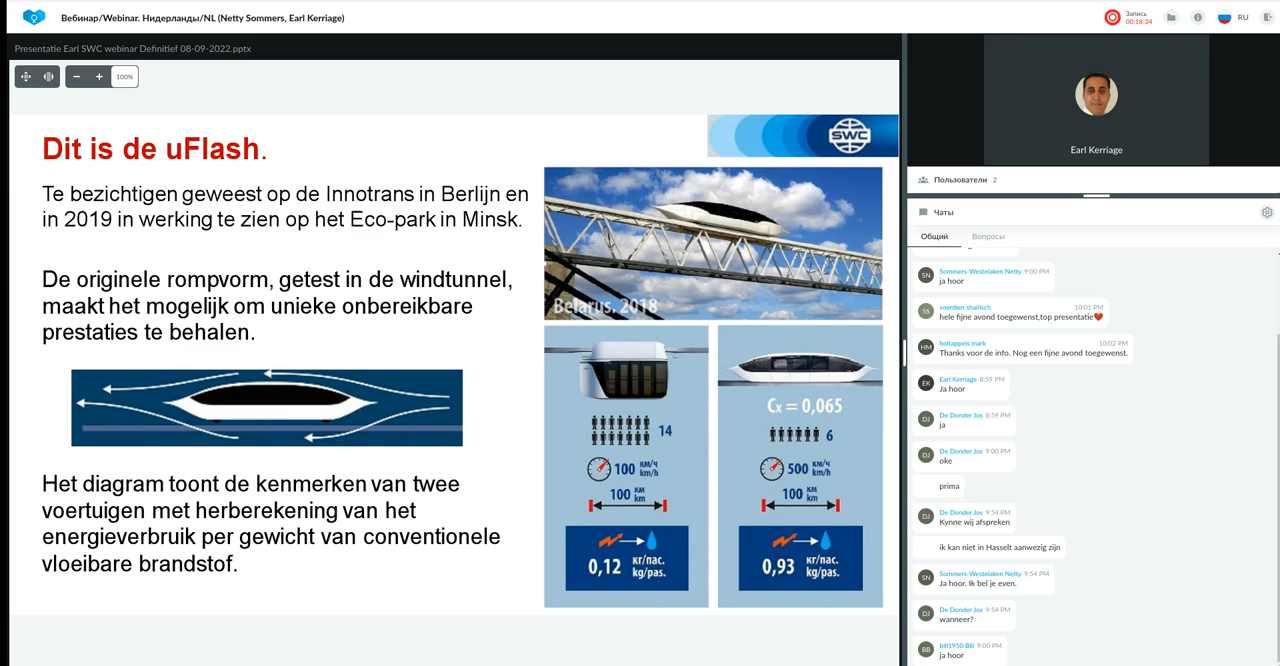 Вебинар/Webinar. Нидерланды/NL (Netty Sommers, Earl Kerriage)
Запись
00:18:34
RU
Presentatie Earl SWC webinar Definitief 08-09-2022.pptx
100%
Dit is de uFlash.
SWC
Te bezichtigen geweest op de Innotrans in Berlijn en
in 2019 in werking te zien op het Eco-park in Minsk.
De originele rompvorm, getest in de windtunnel,
maakt het mogelijk om unieke onbereikbare
prestaties te behalen.
Het diagram toont de kenmerken van twee
voertuigen met herberekening van het
energieverbruik per gewicht van conventionele
vloeibare brandstof.
Belarus. 2018
14
100 км/ч km/h
100 км km
0,12 кг/пас. kg/pas.
Cx = 0,065
6
500 км/ч km/h
100 км km
0,93 кг/пас. kg/pas.
Earl Kerriage
Пользователи 2
Чаты
Общий Вопросы
SN Sommers-Westelaken Netty 9:00 PM
ja hoor
SS soerdien shailisch 10:01 PM
hele fijne avond toegewenst,top presentatie❤️
HM holtappels mark 10:02 PM
Thanks voor de info. Nog een fijne avond toegewenst.
EK Earl Kerriage 8:59 PM
Ja hoor
DJ De Donder Jos 8:59 PM
ja
DJ De Donder Jos 9:00 PM
oke
prima
DJ De Donder Jos 9:54 PM
Kynne wij afspreken
ik kan niet in Hasselt aanwezig zijn
SN Sommers-Westelaken Netty 9:54 PM
Ja hoor. Ik bel je even.
DJ De Donder Jos 9:54 PM
wanneer?
BB bill1950 Bill 9:00 PM
ja hoor